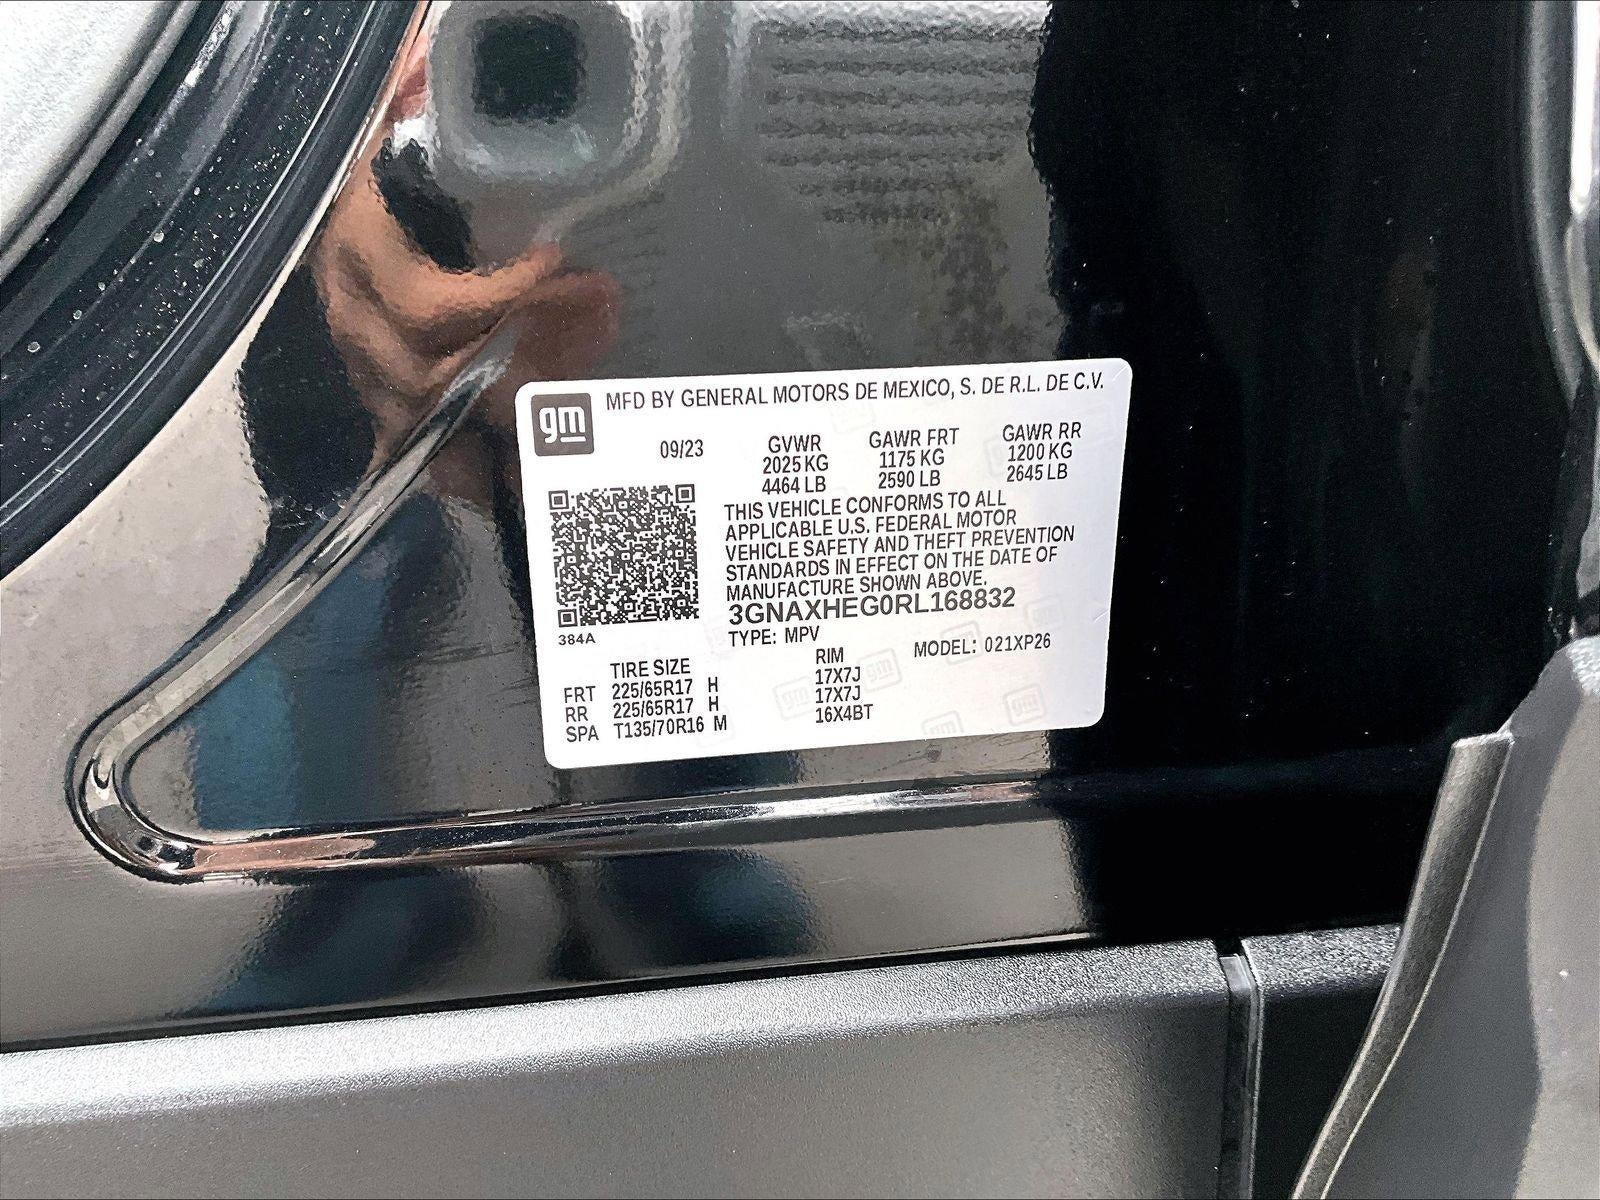 gm MFD BY GENERAL MOTORS DE MEXICO, S. DE R.L. DE C.V.
09/23 GVWR GAWR FRT GAWR RR
2025 KG 1175 KG 1200 KG
4464 LB 2590 LB 2645 LB
THIS VEHICLE CONFORMS TO ALL
APPLICABLE U.S. FEDERAL MOTOR
VEHICLE SAFETY AND THEFT PREVENTION
STANDARDS IN EFFECT ON THE DATE OF
MANUFACTURE SHOWN ABOVE.
3GNAXHEG0RL168832
384A TYPE: MPV MODEL: 021XP26
TIRE SIZE RIM
FRT 225/65R17 H 17X7J
RR 225/65R17 H 17X7J
SPA T135/70R16 M 16X4BT